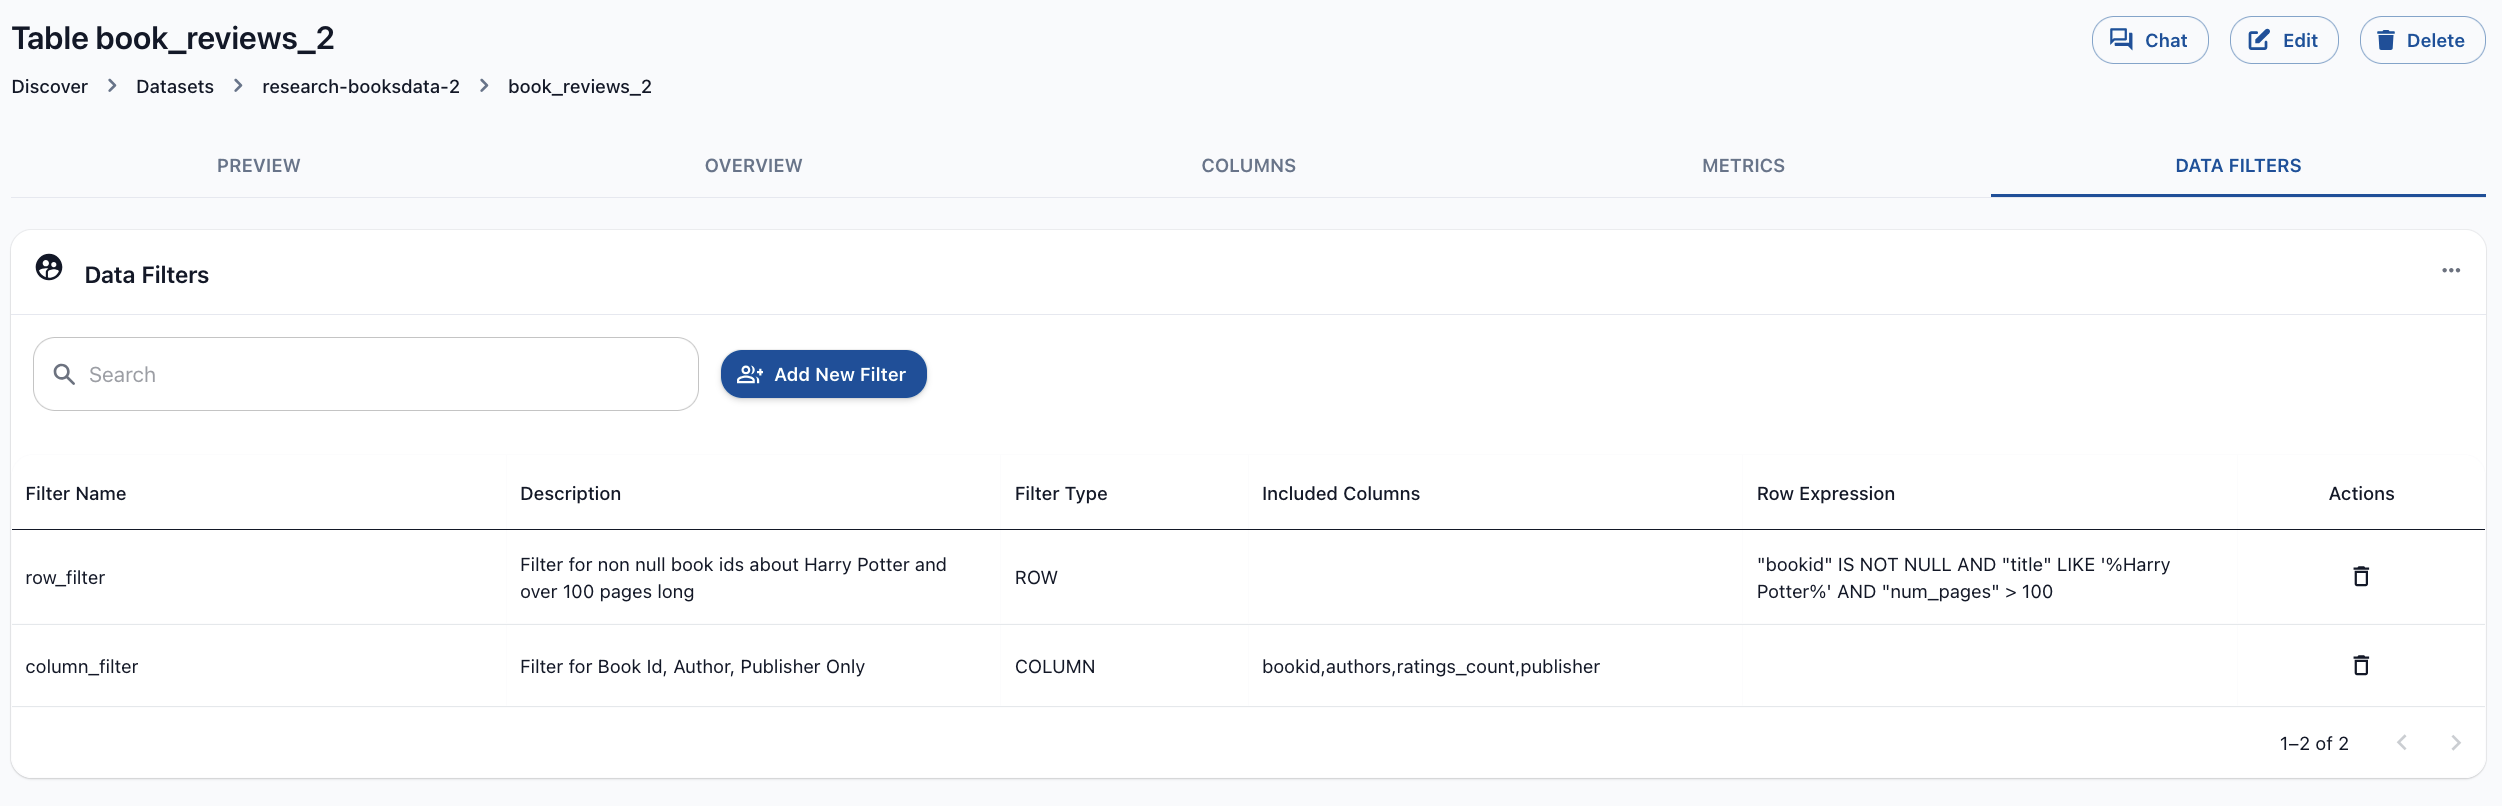 Table book_reviews_2
Chat
Edit
Delete
Discover > Datasets > research-booksdata-2 > book_reviews_2
PREVIEW
OVERVIEW
COLUMNS
METRICS
DATA FILTERS
Data Filters
Search
Add New Filter
Filter Name
Description
Filter Type
Included Columns
Row Expression
Actions
row_filter
Filter for non null book ids about Harry Potter and
over 100 pages long
ROW
"bookid" IS NOT NULL AND "title" LIKE '%Harry
Potter%' AND "num_pages" > 100
column_filter
Filter for Book Id, Author, Publisher Only
COLUMN
bookid,authors,ratings_count,publisher
1–2 of 2